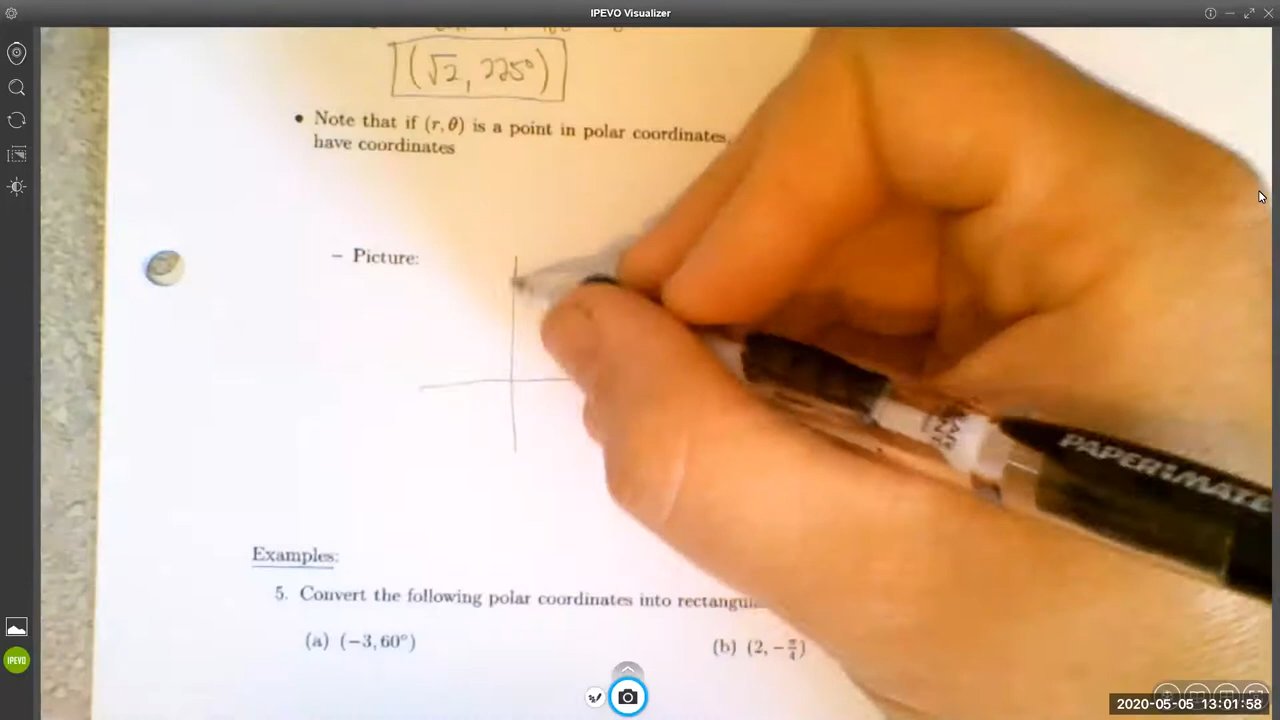 IPEVO Visualizer
(√2, 225°)
• Note that if (r, θ) is a point in polar coordinates,
have coordinates
– Picture:
PAPER MATE
Examples:
5. Convert the following polar coordinates into
(a) (−3, 60°)
(b) (2, −π/4)
IPEVO
2020-05-05 13:01:58